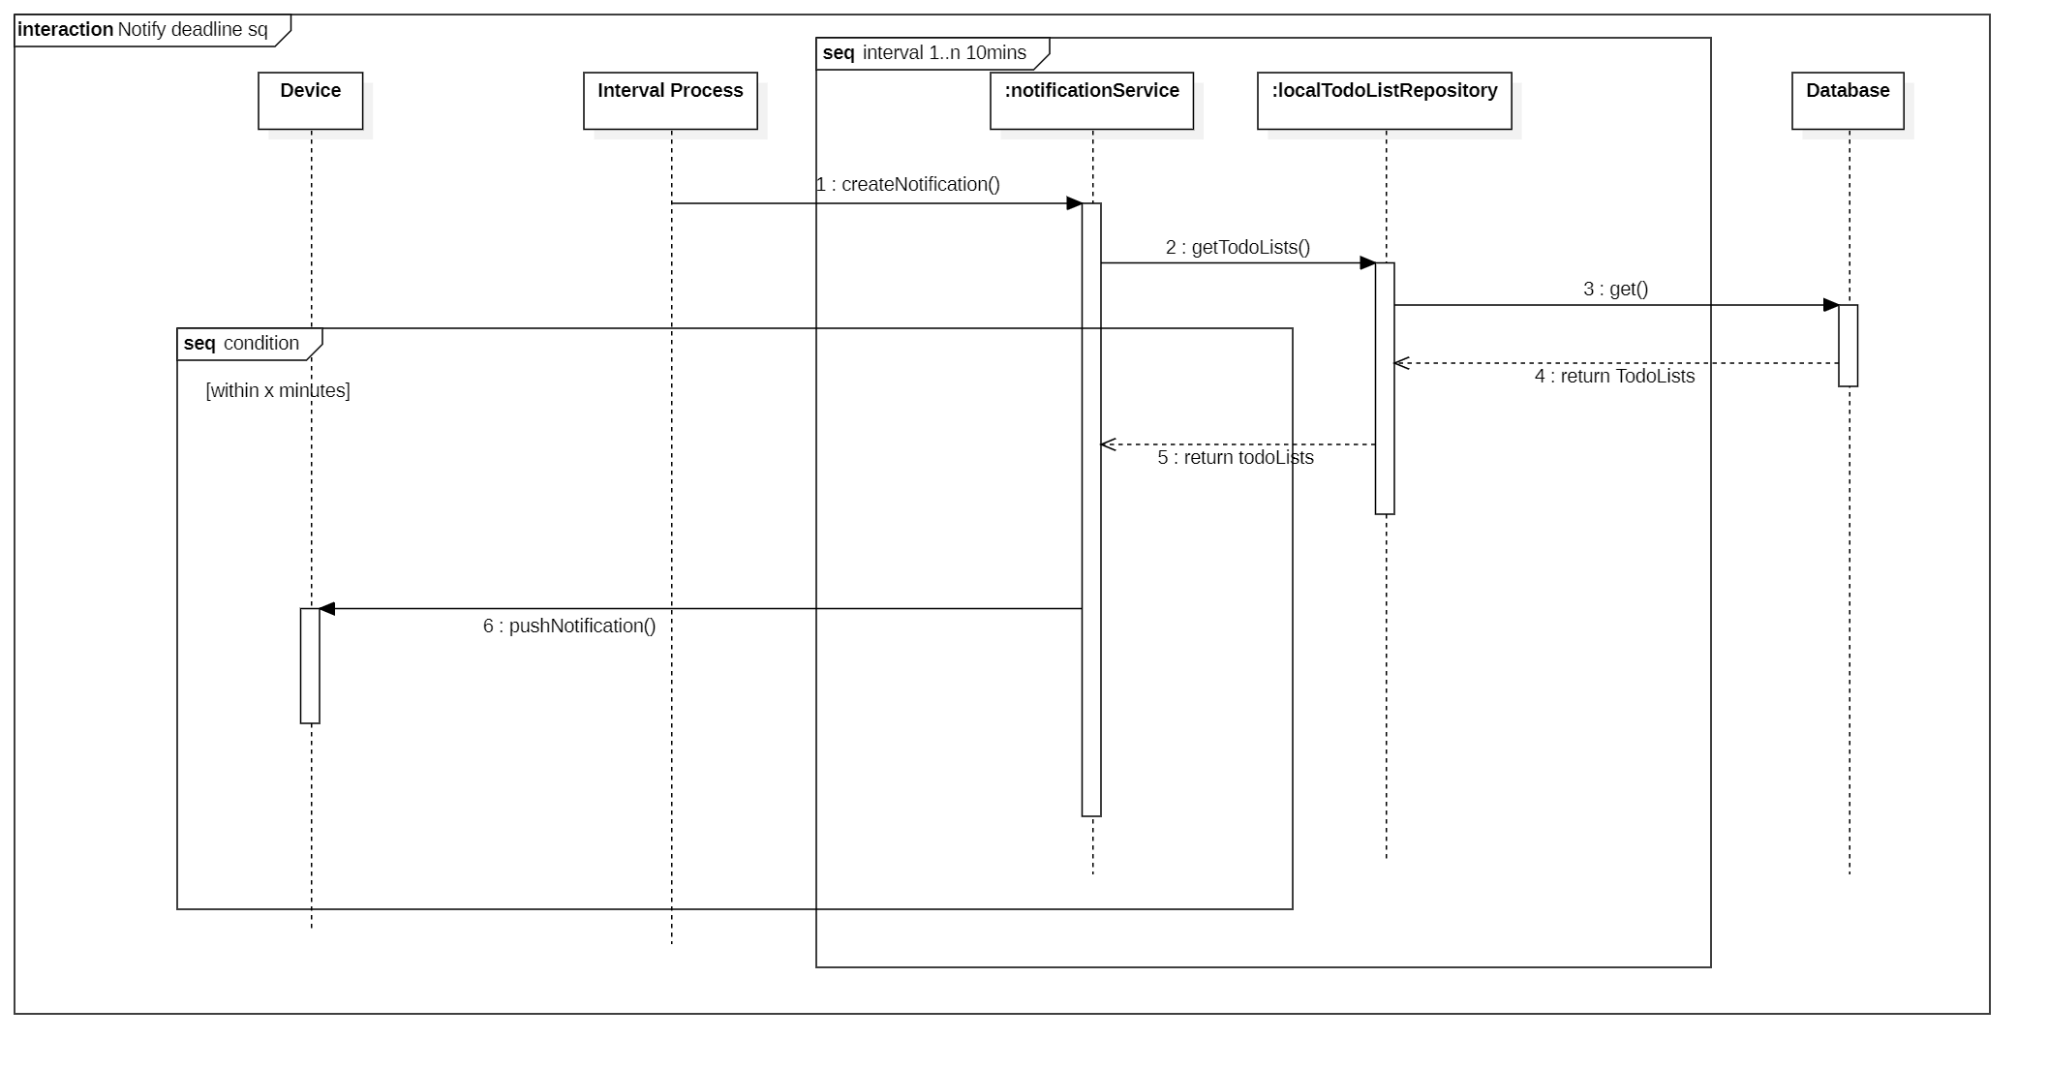 interaction Notify deadline sq
seq interval 1..n 10mins
Device
Interval Process
:notificationService
:localTodoListRepository
Database
1 : createNotification()
2 : getTodoLists()
3 : get()
seq condition
4 : return TodoLists
[within x minutes]
5 : return todoLists
6 : pushNotification()